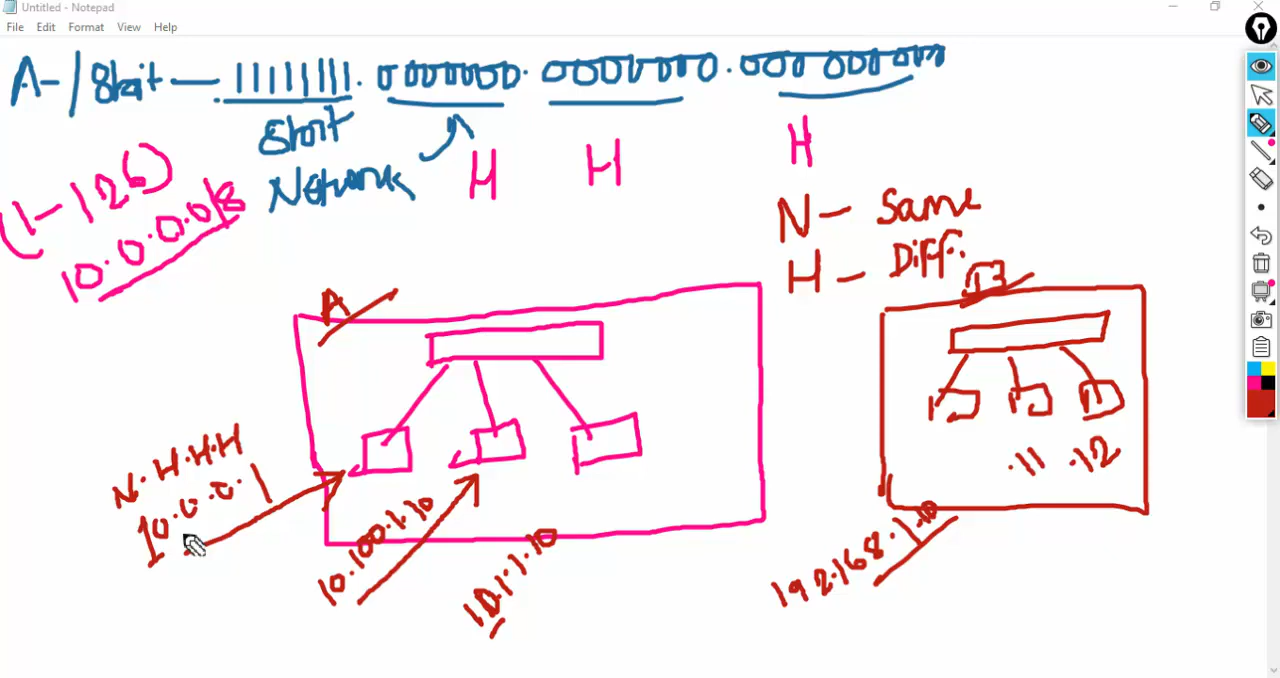 Untitled - Notepad
File Edit Format View Help
A-/8bit — 11111111 . 00000000 . 00000000 . 00000000
8bit
Network
H H H
(1-126)
10.0.0.0/8
N - Same
H - Diff.
A
N.H.H.H
10.0.0.1
10.100.1.10
10.1.1.10
.11 .12
192.168.1.10